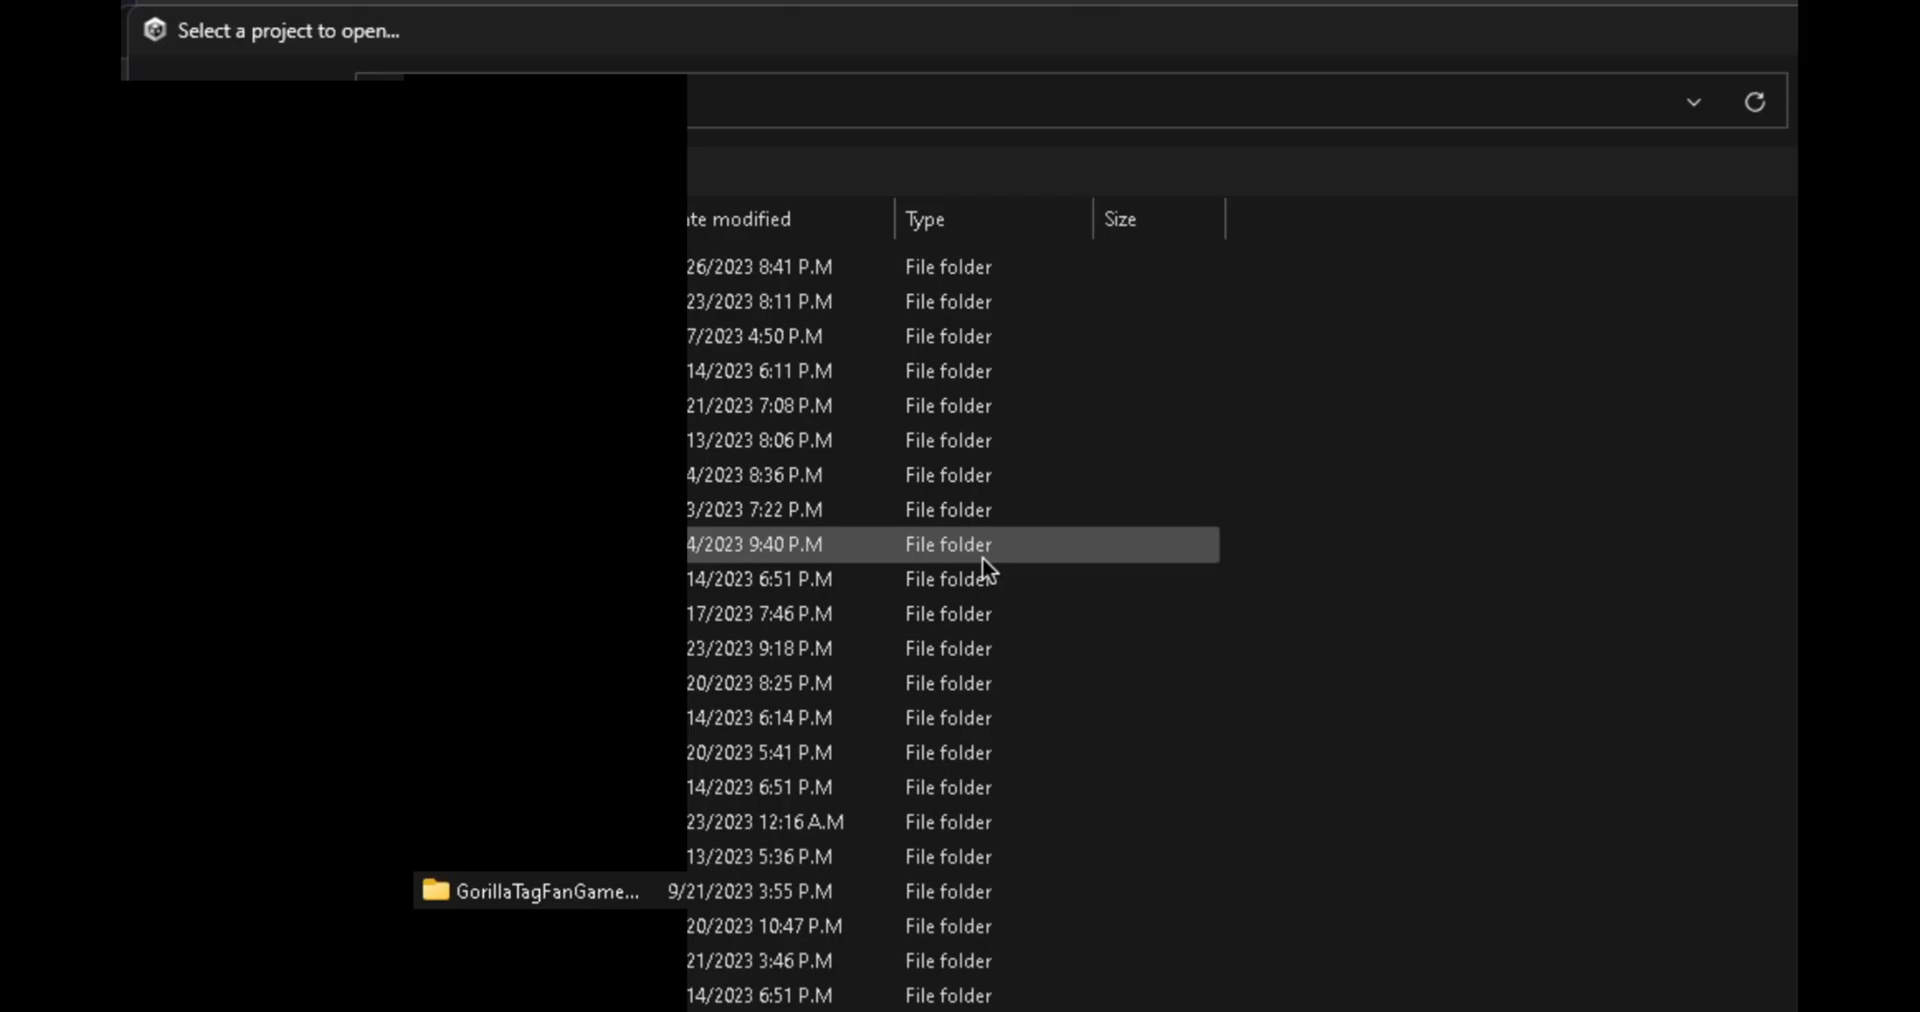 Select a project to open...
ate modified Type Size
26/2023 8:41 P.M File folder
23/2023 8:11 P.M File folder
7/2023 4:50 P.M File folder
14/2023 6:11 P.M File folder
21/2023 7:08 P.M File folder
13/2023 8:06 P.M File folder
4/2023 8:36 P.M File folder
3/2023 7:22 P.M File folder
4/2023 9:40 P.M File folder
14/2023 6:51 P.M File folder
17/2023 7:46 P.M File folder
23/2023 9:18 P.M File folder
20/2023 8:25 P.M File folder
14/2023 6:14 P.M File folder
20/2023 5:41 P.M File folder
14/2023 6:51 P.M File folder
23/2023 12:16 A.M File folder
13/2023 5:36 P.M File folder
GorillaTagFanGame... 9/21/2023 3:55 P.M File folder
20/2023 10:47 P.M File folder
21/2023 3:46 P.M File folder
14/2023 6:51 P.M File folder